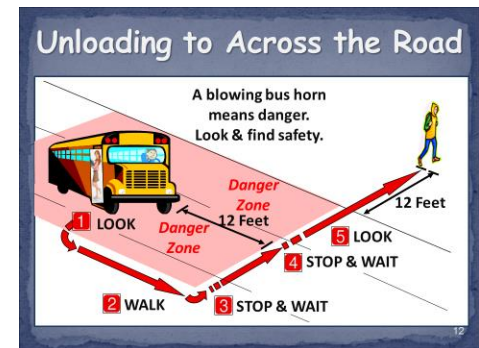 Unloading to Across the Road
A blowing bus horn
means danger.
Look & find safety.
Danger
Zone
12 Feet
12 Feet
1 LOOK
Danger
Zone
5 LOOK
4 STOP & WAIT
2 WALK
3 STOP & WAIT
12